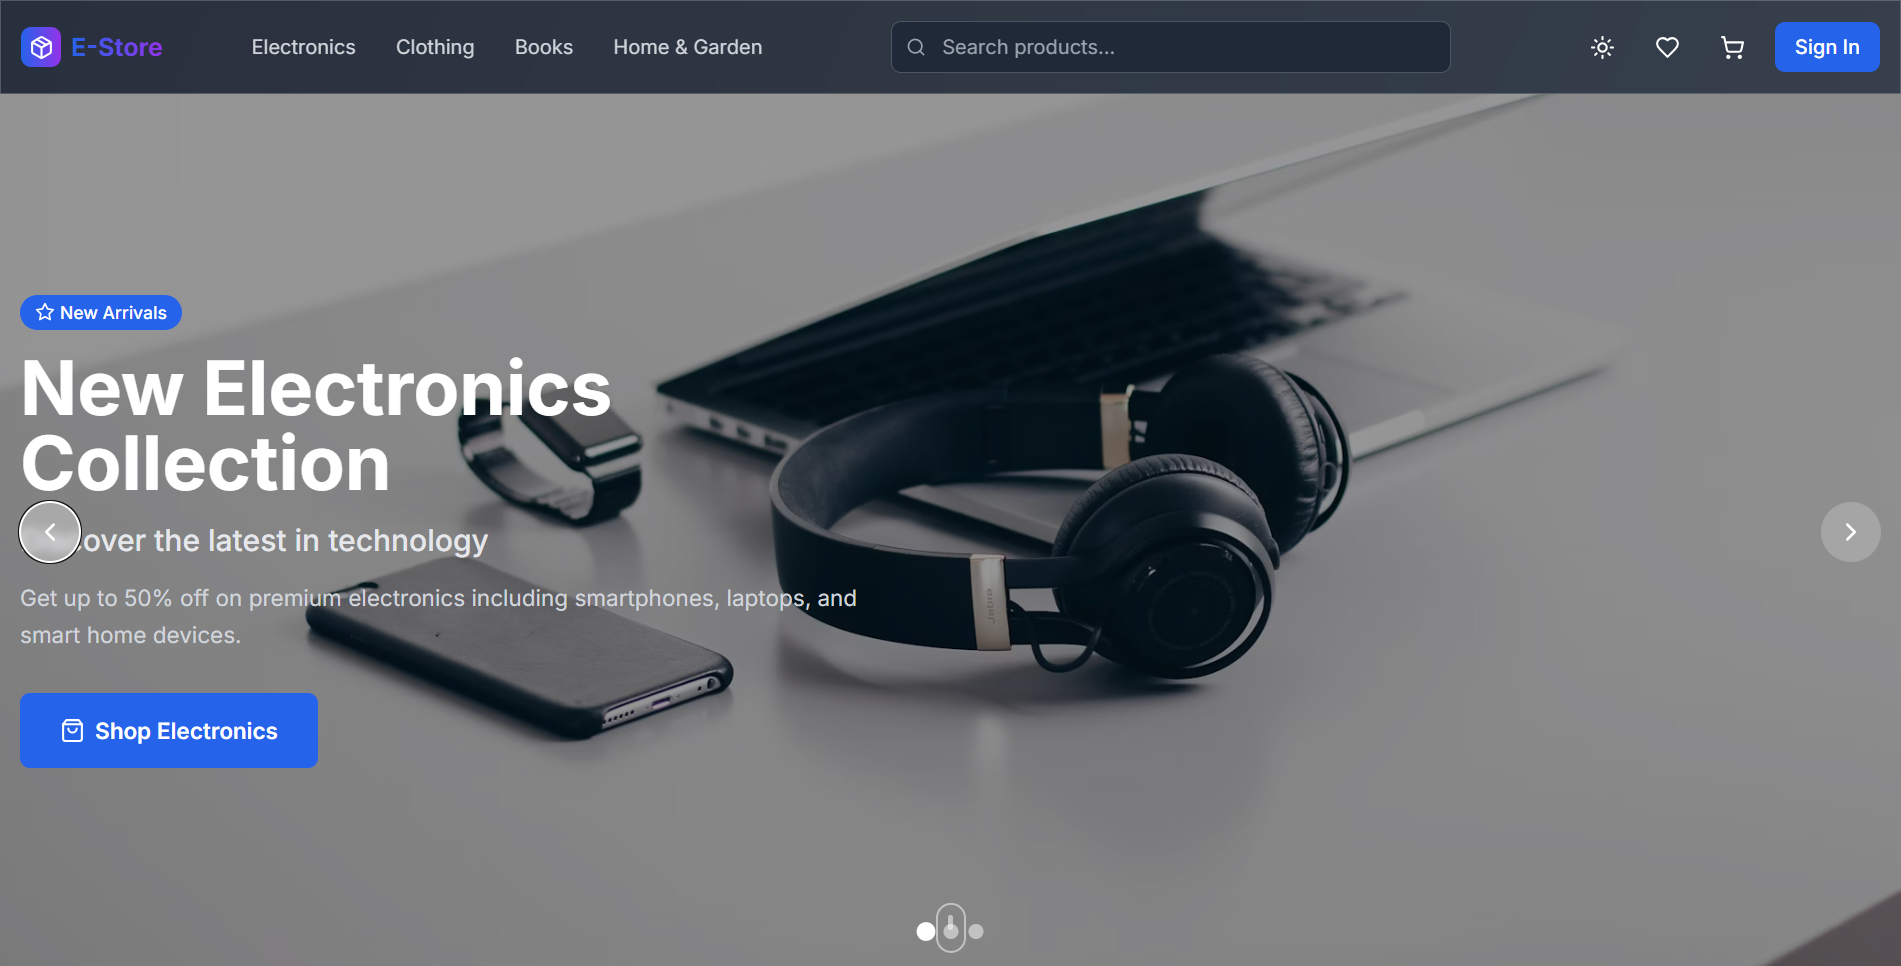 E-Store
Electronics
Clothing
Books
Home & Garden
Search products...
Sign In
New Arrivals
New Electronics
Collection
over the latest in technology
Get up to 50% off on premium electronics including smartphones, laptops, and
smart home devices.
Jabra
Shop Electronics